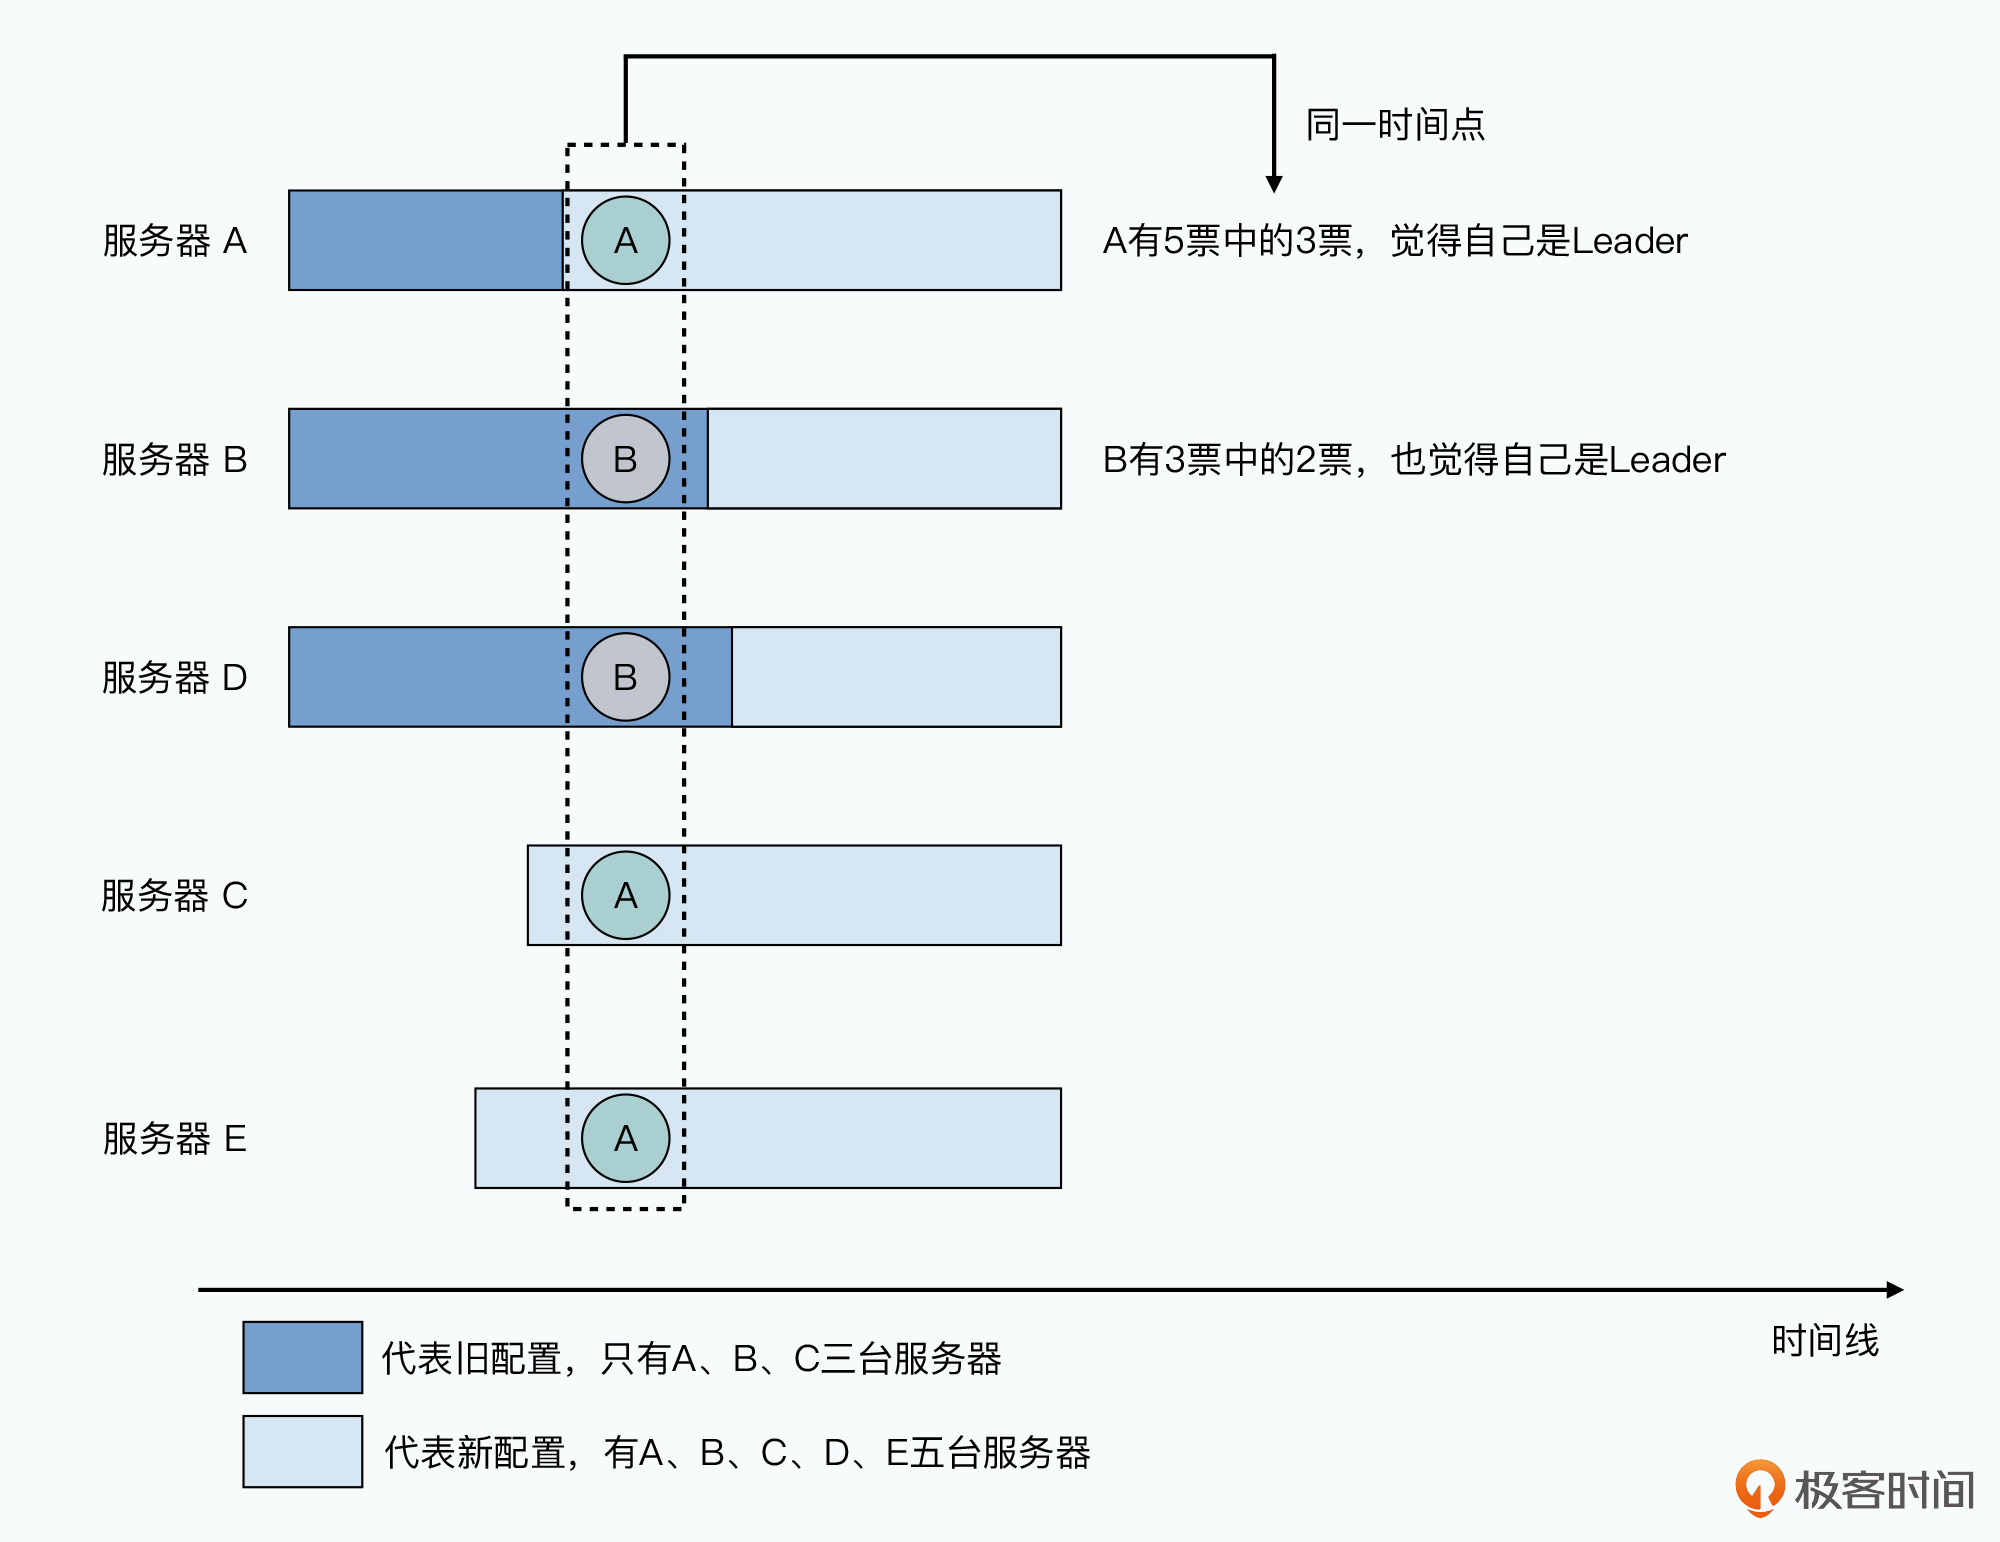 同一时间点
服务器 A
A
A有5票中的3票，觉得自己是Leader
服务器 B
B
B有3票中的2票，也觉得自己是Leader
服务器 D
B
服务器 C
A
服务器 E
A
时间线
代表旧配置，只有A、B、C三台服务器
代表新配置，有A、B、C、D、E五台服务器
极客时间